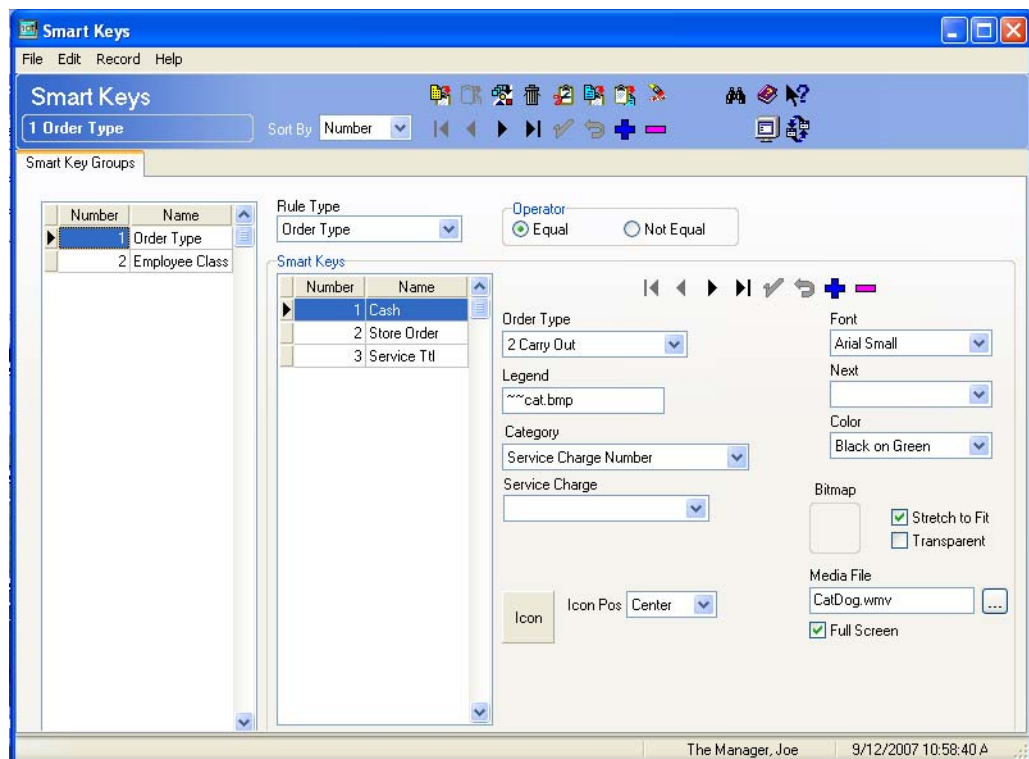 Smart Keys
File Edit Record Help
Smart Keys
1 Order Type
Sort By Number
Smart Key Groups
Number Name
1 Order Type
2 Employee Class
Rule Type
Order Type
Operator
Equal Not Equal
Smart Keys
Number Name
1 Cash
2 Store Order
3 Service Ttl
Order Type
2 Carry Out
Legend
~~cat.bmp
Category
Service Charge Number
Service Charge
Icon
Icon Pos Center
Font
Arial Small
Next
Color
Black on Green
Bitmap
Stretch to Fit
Transparent
Media File
CatDog.wmv
...
Full Screen
The Manager, Joe 9/12/2007 10:58:40 A